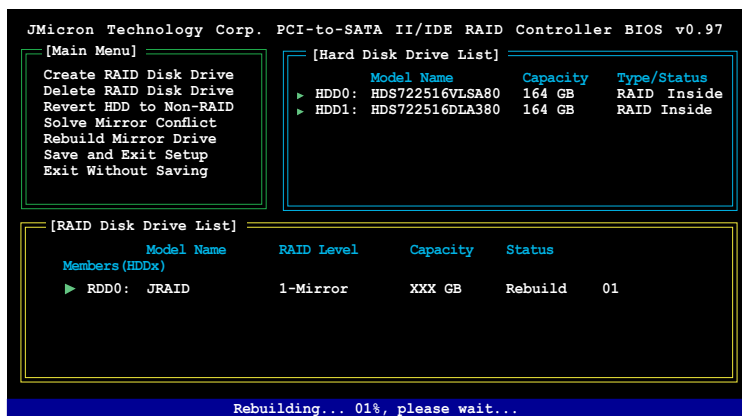 JMicron Technology Corp. PCI-to-SATA II/IDE RAID Controller BIOS v0.97
[Main Menu]
Create RAID Disk Drive
Delete RAID Disk Drive
Revert HDD to Non-RAID
Solve Mirror Conflict
Rebuild Mirror Drive
Save and Exit Setup
Exit Without Saving
[Hard Disk Drive List]
Model Name Capacity Type/Status
HDD0: HDS722516VLSA80 164 GB RAID Inside
HDD1: HDS722516DLA380 164 GB RAID Inside
[RAID Disk Drive List]
Model Name RAID Level Capacity Status
Members(HDDx)
RDD0: JRAID 1-Mirror XXX GB Rebuild 01
Rebuilding... 01%, please wait...